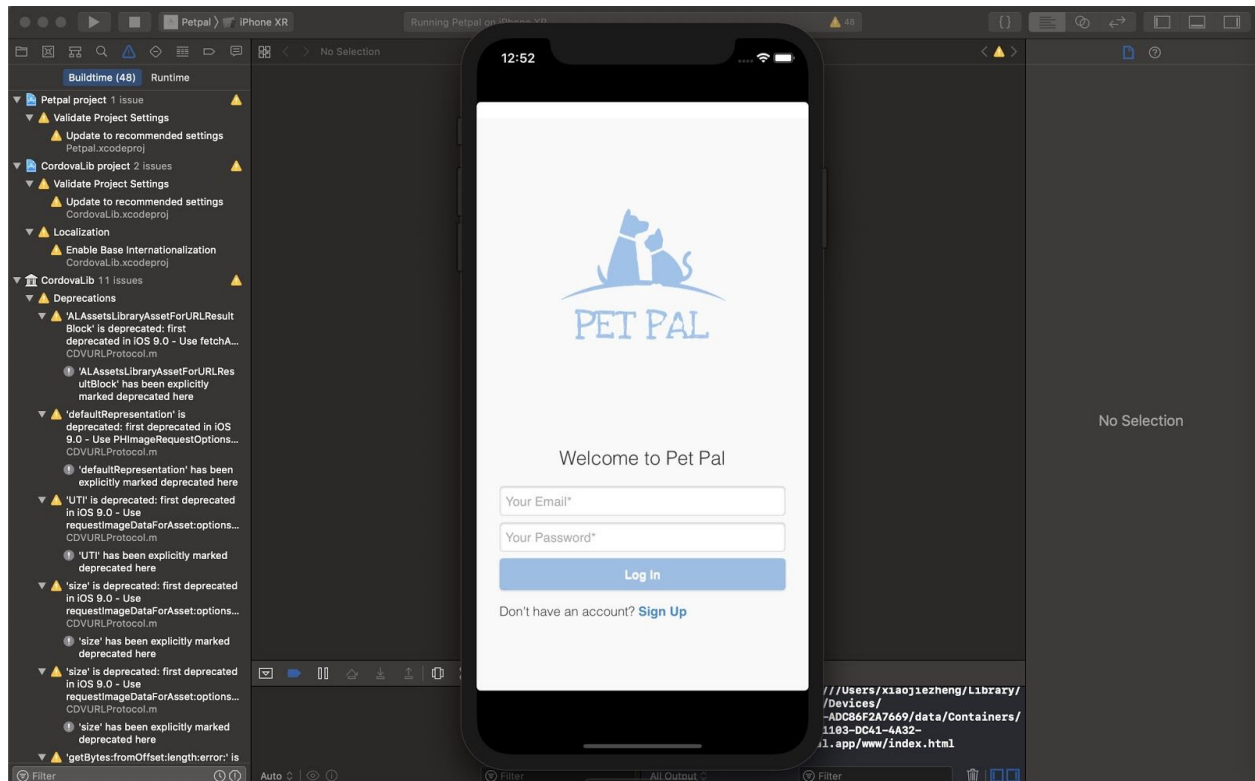 Petpal
iPhone XR
Running Petpal on iPhone XR
48
No Selection
Buildtime (48) Runtime
Petpal project 1 issue
Validate Project Settings
Update to recommended settings
Petpal.xcodeproj
CordovaLib project 2 issues
Validate Project Settings
Update to recommended settings
CordovaLib.xcodeproj
Localization
Enable Base Internationalization
CordovaLib.xcodeproj
CordovaLib 11 issues
Deprecations
'ALAssetsLibraryAssetForURLResult
Block' is deprecated: first
deprecated in iOS 9.0 - Use fetchA...
CDVURLProtocol.m
'ALAssetsLibraryAssetForURLRes
ultBlock' has been explicitly
marked deprecated here
'defaultRepresentation' is
deprecated: first deprecated in iOS
9.0 - Use PHImageRequestOptions...
CDVURLProtocol.m
'defaultRepresentation' has been
explicitly marked deprecated here
'UTI' is deprecated: first deprecated
in iOS 9.0 - Use
requestImageDataForAsset:options...
CDVURLProtocol.m
'UTI' has been explicitly marked
deprecated here
'size' is deprecated: first deprecated
in iOS 9.0 - Use
requestImageDataForAsset:options...
CDVURLProtocol.m
'size' has been explicitly marked
deprecated here
'size' is deprecated: first deprecated
in iOS 9.0 - Use
requestImageDataForAsset:options...
CDVURLProtocol.m
'size' has been explicitly marked
deprecated here
'getBytes:fromOffset:length:error:' is
Filter
12:52
PET PAL
Welcome to Pet Pal
Your Email*
Your Password*
Log In
Don't have an account? Sign Up
No Selection
///Users/xiaojiezheng/Library/
/Devices/
-ADC86F2A7669/data/Containers/
1103-DC41-4A32-
l.app/www/index.html
Auto
Filter
All Output
Filter